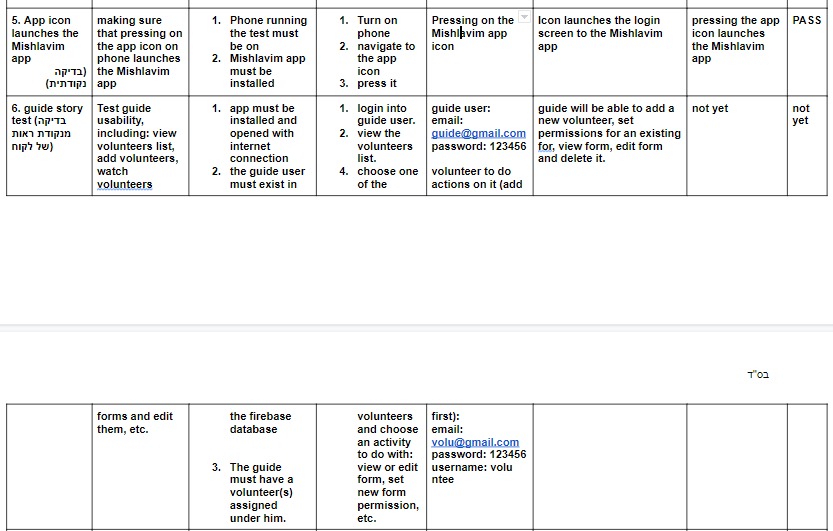 5. App icon
launches the
Mishlavim
app
(בדיקה
נקודתית)
making sure
that pressing on
the app icon on
phone launches
the Mishlavim
app
1. Phone running
the test must
be on
2. Mishlavim app
must be
installed
1. Turn on
phone
2. navigate to
the app
icon
3. press it
Pressing on the
Mishlavim app
icon
Icon launches the login
screen to the Mishlavim
app
pressing the app
icon launches
the Mishlavim
app
PASS
6. guide story
test (בדיקה
מנקודת ראות
של לקוח)
Test guide
usability,
including: view
volunteers list,
add volunteers,
watch
volunteers
1. app must be
installed and
opened with
internet
connection
2. the guide user
must exist in
1. login into
guide user.
2. view the
volunteers
list.
4. choose one
of the
guide user:
email:
guide@gmail.com
password: 123456
volunteer to do
actions on it (add
guide will be able to add a
new volunteer, set
permissions for an existing
for, view form, edit form
and delete it.
not yet
not
yet
בס"ד
forms and edit
them, etc.
the firebase
database
3. The guide
must have a
volunteer(s)
assigned
under him.
volunteers
and choose
an activity
to do with:
view or edit
form, set
new form
permission,
etc.
first):
email:
volu@gmail.com
password: 123456
username: volu
ntee